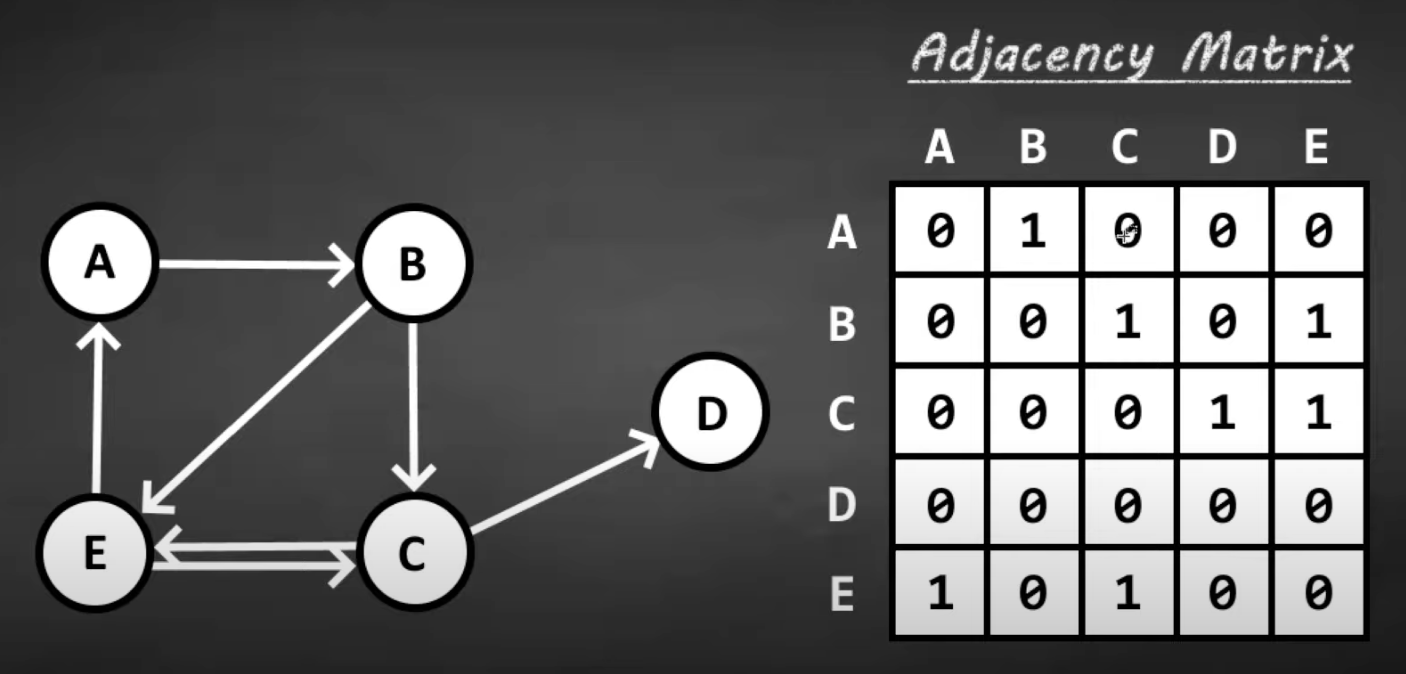 Adjacency Matrix
A B C D E
A 0 1 0 0 0
B 0 0 1 0 1
C 0 0 0 1 1
D 0 0 0 0 0
E 1 0 1 0 0
A B
D
E C